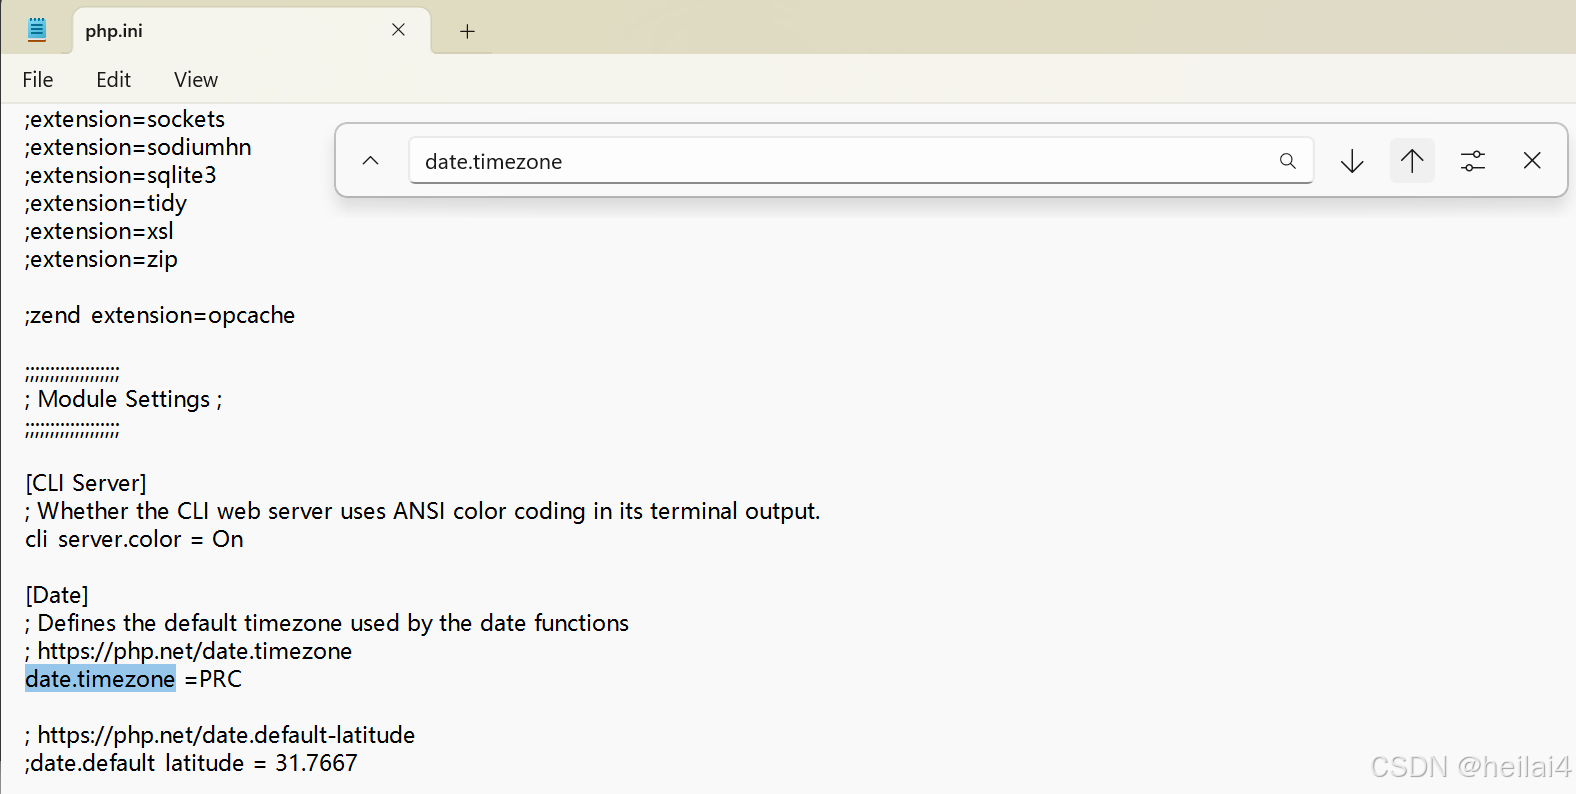 php.ini
File Edit View
date.timezone
;extension=sockets
;extension=sodiumhn
;extension=sqlite3
;extension=tidy
;extension=xsl
;extension=zip
;zend extension=opcache
;;;;;;;;;;;;;;;;;;;
; Module Settings ;
;;;;;;;;;;;;;;;;;;;
[CLI Server]
; Whether the CLI web server uses ANSI color coding in its terminal output.
cli server.color = On
[Date]
; Defines the default timezone used by the date functions
; https://php.net/date.timezone
date.timezone =PRC
; https://php.net/date.default-latitude
;date.default latitude = 31.7667
CSDN @heilai4